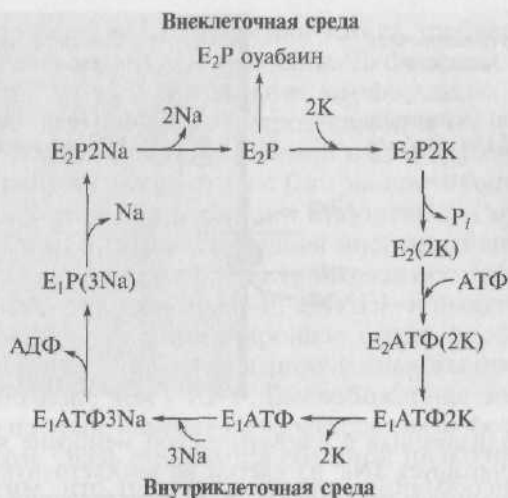 Внеклеточная среда
E₂P оуабаин
2Na 2K
E₂P2Na E₂P E₂P2K
Na Pᵢ
E₂(2K)
E₁P(3Na) АТФ
АДФ E₂АТФ(2K)
E₁АТФ3Na E₁АТФ E₁АТФ2K
3Na 2K
Внутриклеточная среда